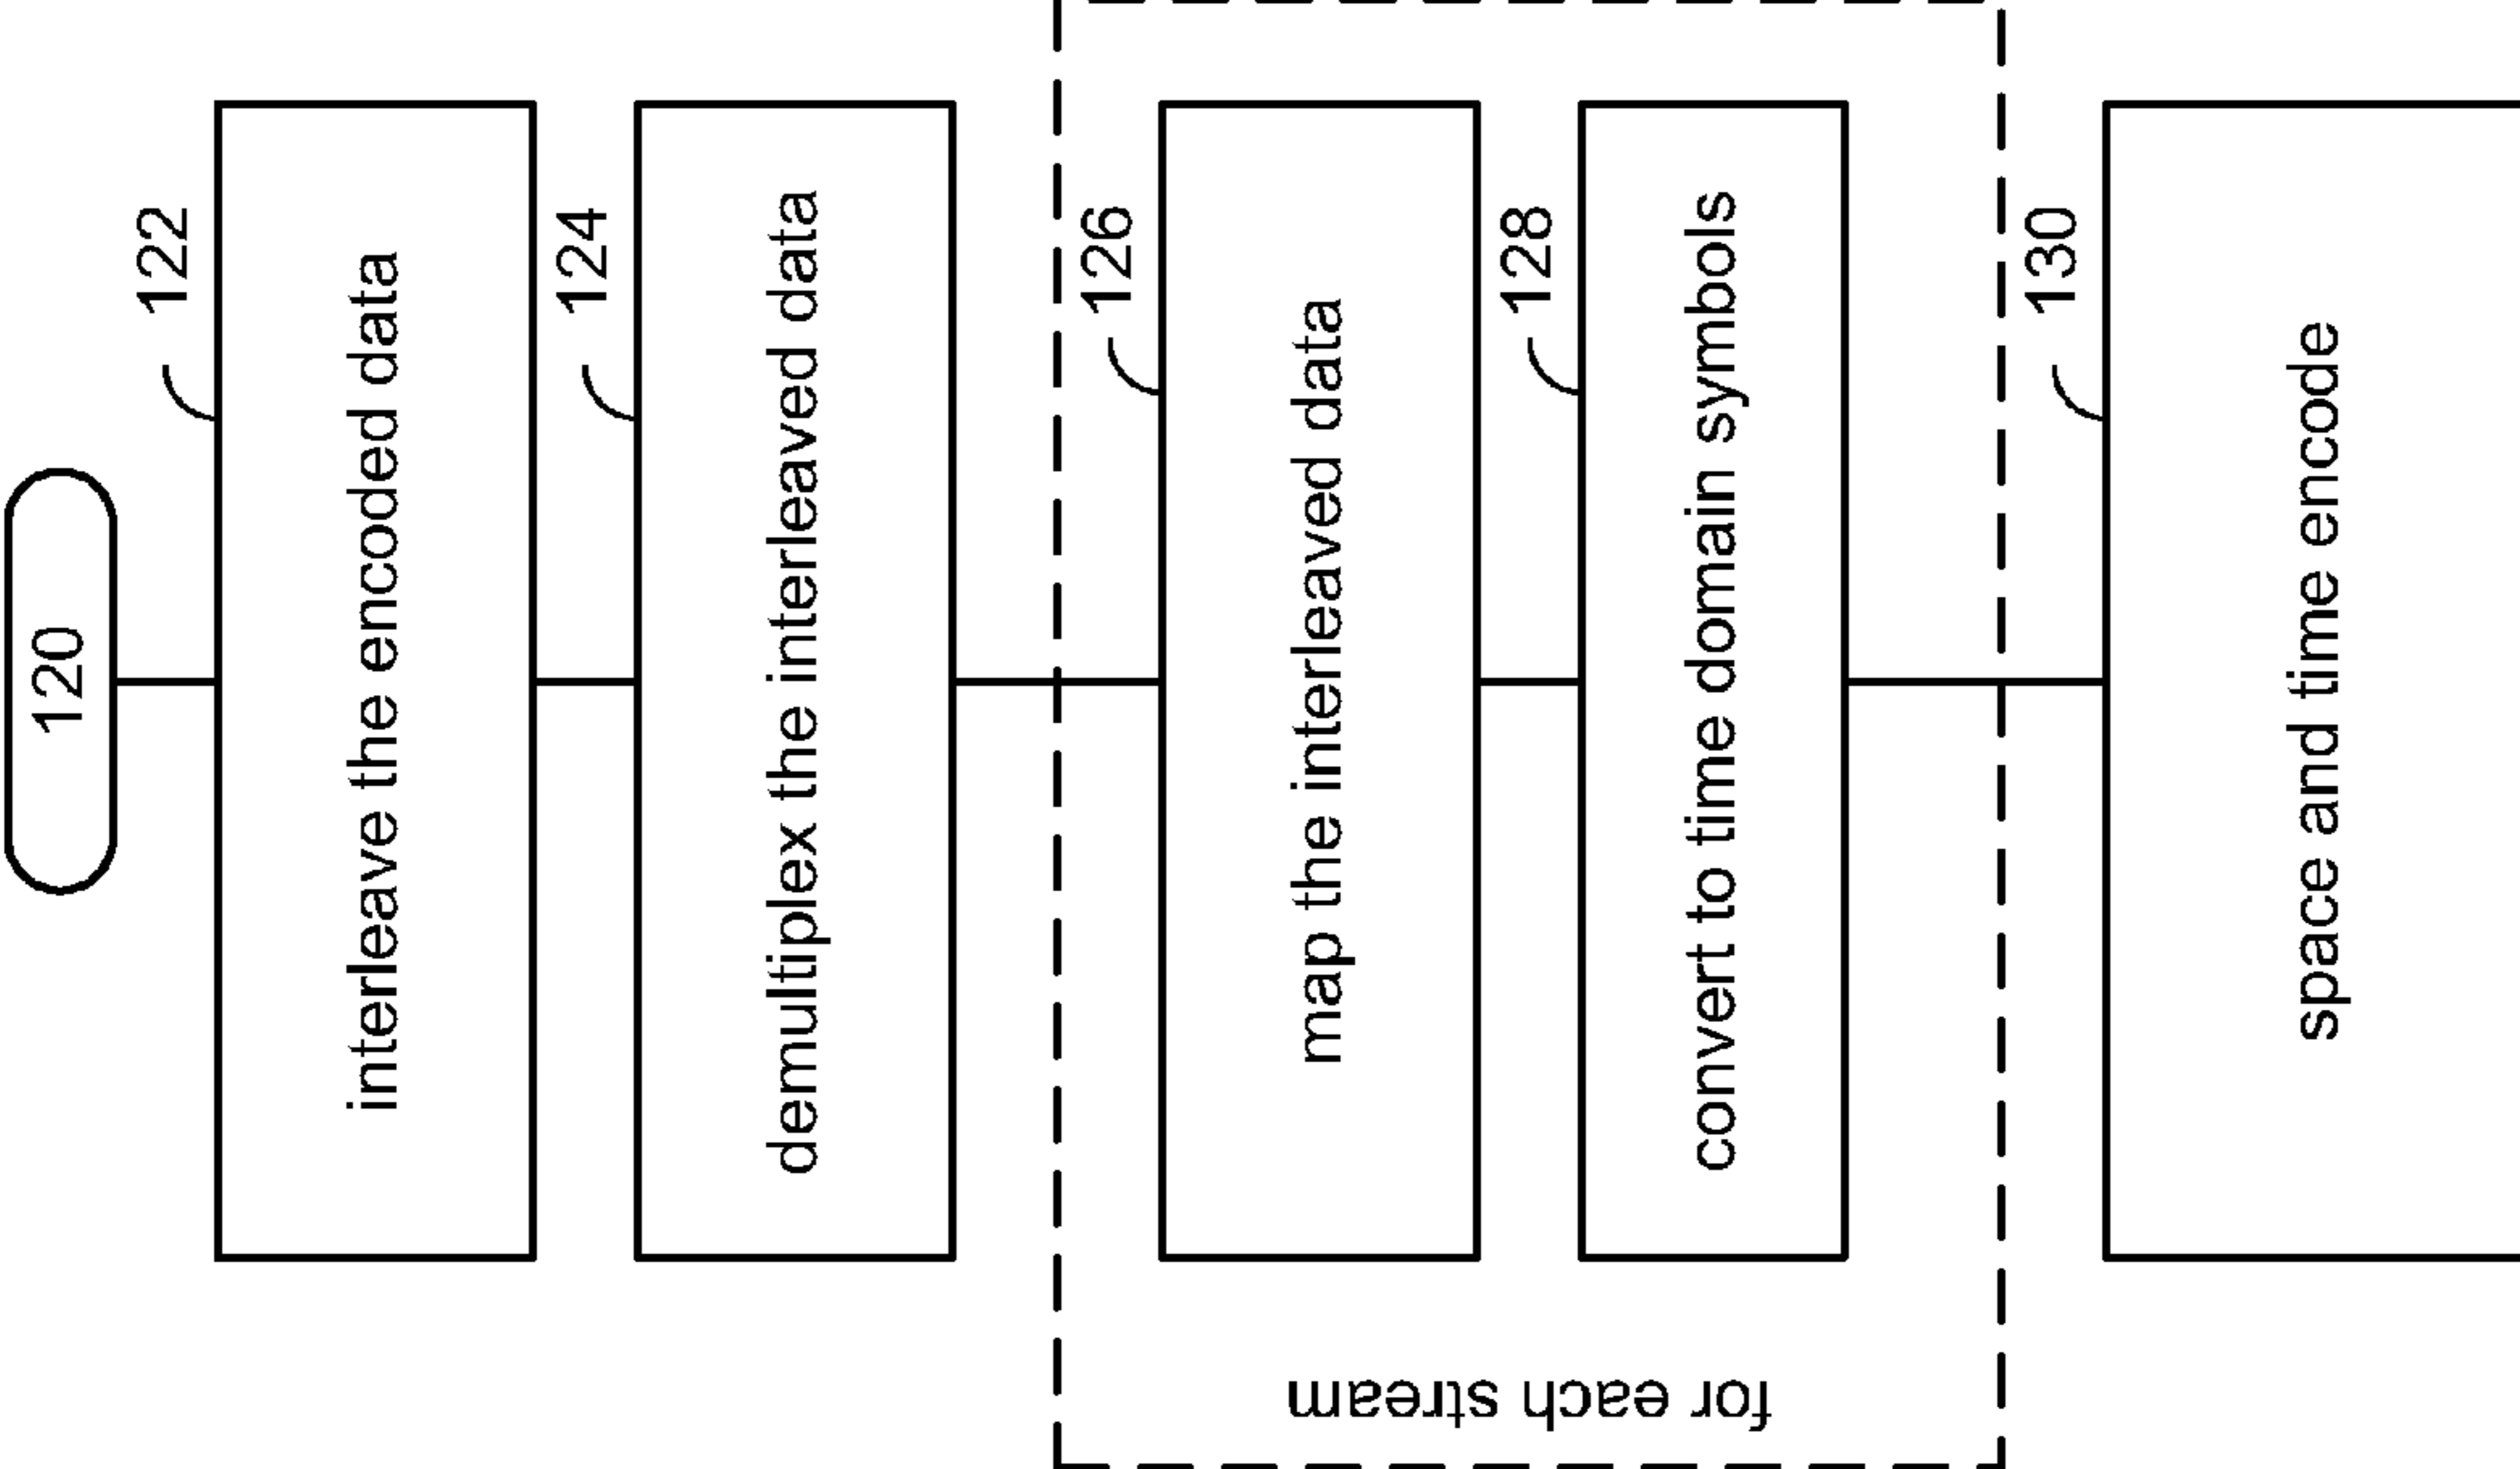 120
122
interleave the encoded data
124
demultiplex the interleaved data
for each stream
126
map the interleaved data
128
convert to time domain symbols
130
space and time encode